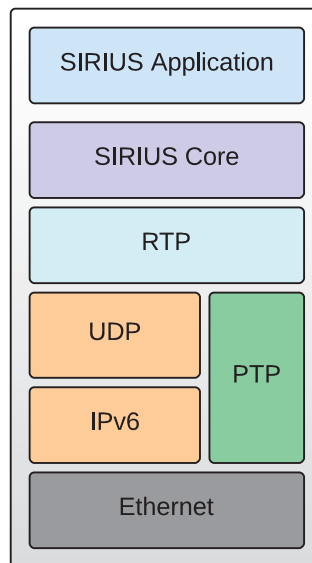 SIRIUS Application
SIRIUS Core
RTP
UDP
PTP
IPv6
Ethernet